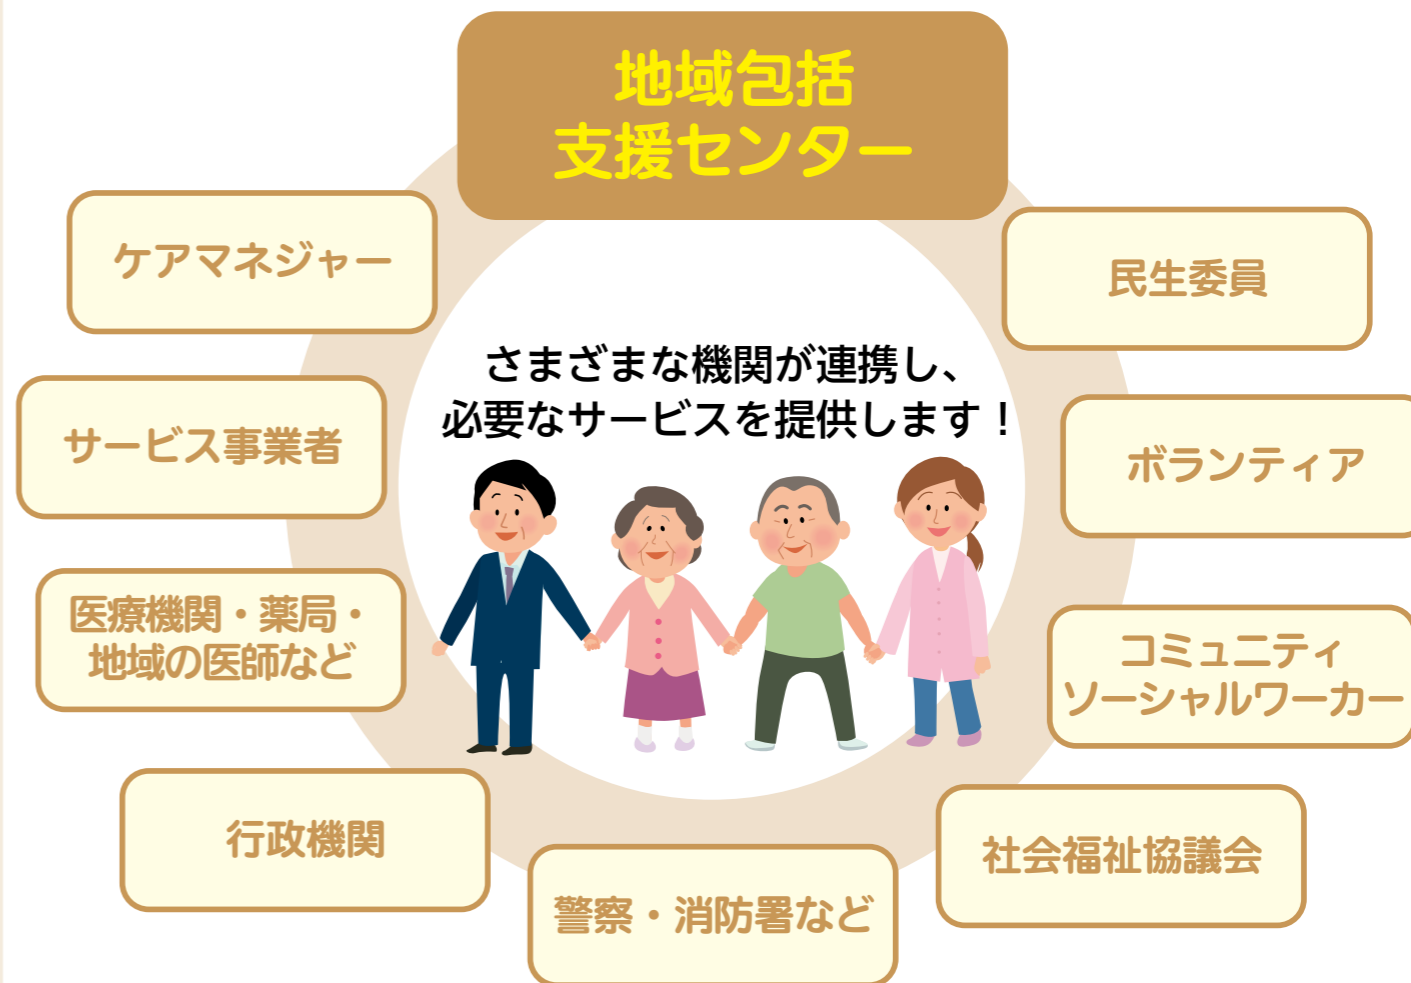 地域包括
支援センター
ケアマネジャー
民生委員
さまざまな機関が連携し、
必要なサービスを提供します！
サービス事業者
ボランティア
医療機関・薬局・
地域の医師など
コミュニティ
ソーシャルワーカー
行政機関
社会福祉協議会
警察・消防署など